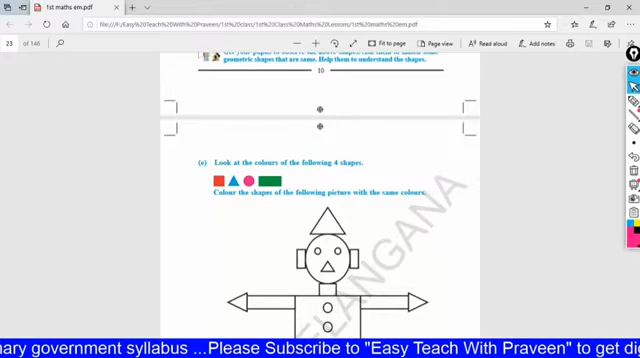 1st maths em.pdf
file:///F:/Easy%20Teach%20With%20Praveen/1st%20class/1st%20Class%20Maths%20Lessons/1st%20maths%20em.pdf
23 of 146
Fit to page
Page view
Read aloud
Add notes
geometric shapes that are same. Help them to understand the shapes.
10
(e) Look at the colours of the following 4 shapes.
Colour the shapes of the following picture with the same colours.
ELANGANA
nary government syllabus ...Please Subscribe to "Easy Teach With Praveen" to get di